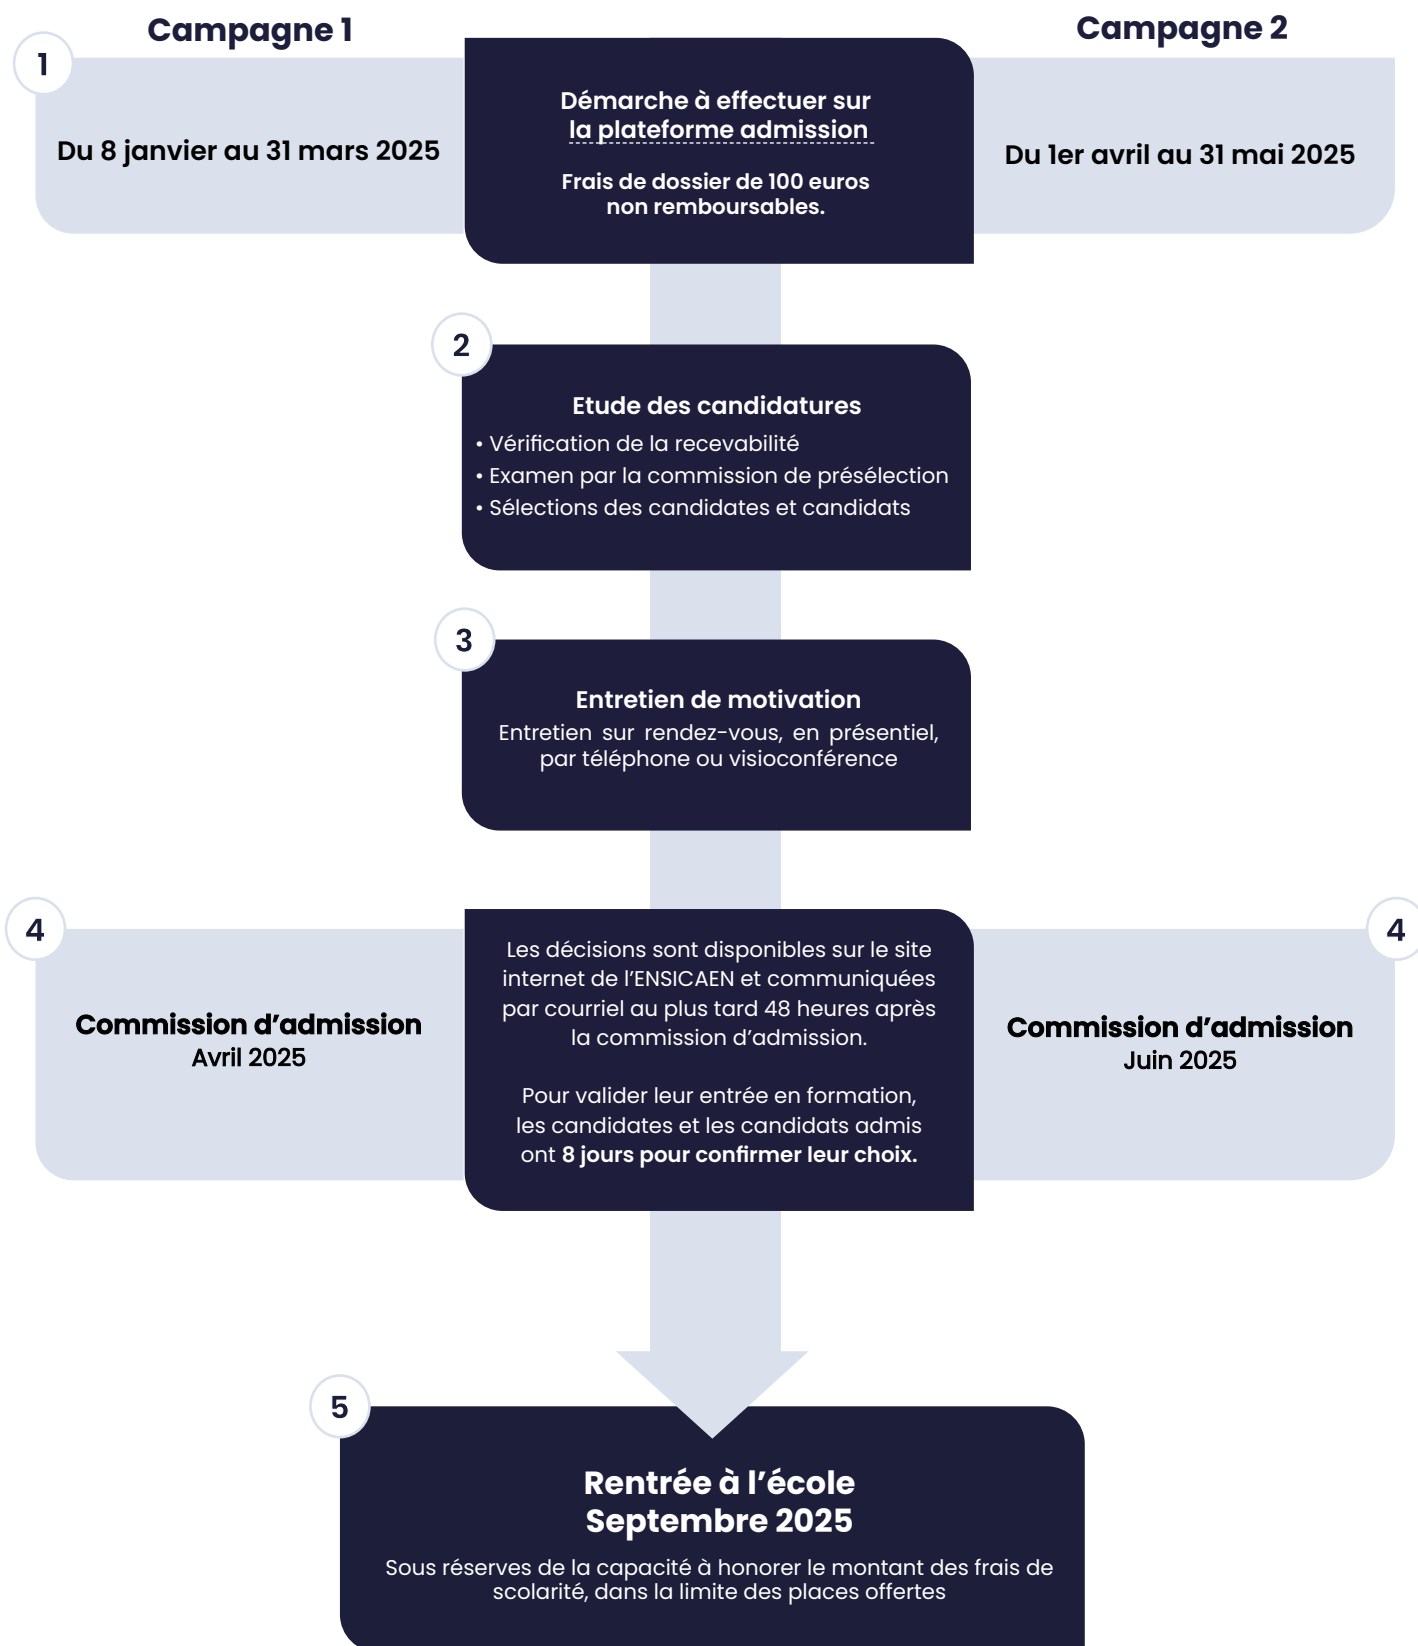 Campagne 1
Campagne 2
1
Du 8 janvier au 31 mars 2025
Démarche à effectuer sur
la plateforme admission
Frais de dossier de 100 euros
non remboursables.
Du 1er avril au 31 mai 2025
2
Etude des candidatures
• Vérification de la recevabilité
• Examen par la commission de présélection
• Sélections des candidates et candidats
3
Entretien de motivation
Entretien sur rendez-vous, en présentiel,
par téléphone ou visioconférence
4
Commission d'admission
Avril 2025
Les décisions sont disponibles sur le site
internet de l'ENSICAEN et communiquées
par courriel au plus tard 48 heures après
la commission d'admission.
Pour valider leur entrée en formation,
les candidates et les candidats admis
ont 8 jours pour confirmer leur choix.
4
Commission d'admission
Juin 2025
5
Rentrée à l'école
Septembre 2025
Sous réserves de la capacité à honorer le montant des frais de
scolarité, dans la limite des places offertes